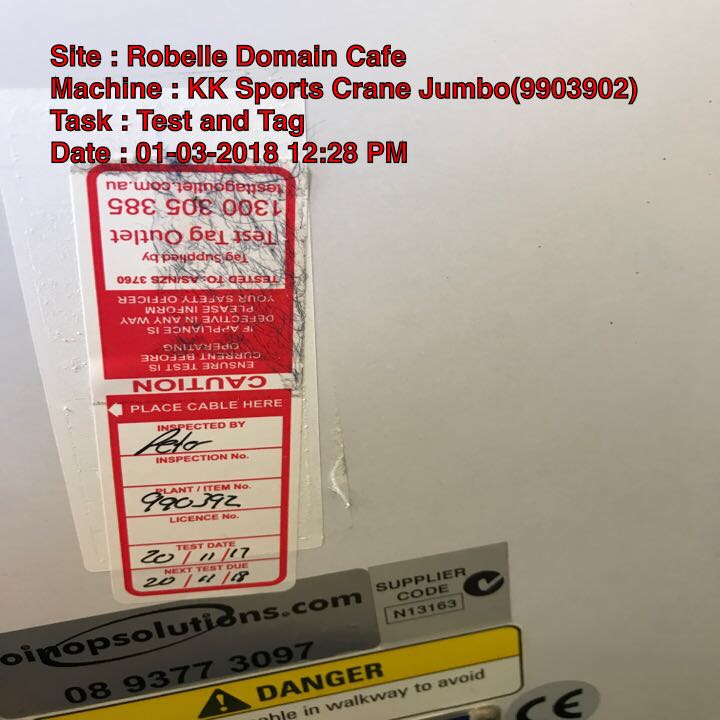 Site : Robelle Domain Cafe
Machine : KK Sports Crane Jumbo(9903902)
Task : Test and Tag
Date : 01-03-2018 12:28 PM
testtagoutlet.com.au
1300 305 385
Test Tag Outlet
Tag Supplied by
TESTED TO AS/NZS 3760
YOUR SAFETY OFFICER
PLEASE INFORM
DEFECTIVE IN ANY WAY
IF APPLIANCE IS
OPERATING
CURRENT BEFORE
ENSURE TEST IS
CAUTION
PLACE CABLE HERE
INSPECTED BY
INSPECTION No.
PLANT / ITEM No.
990392
LICENCE No.
TEST DATE
20 / 11 / 17
NEXT TEST DUE
20 / 11 / 18
oinopsolutions.com
08 9377 3097
SUPPLIER
CODE
N13163
DANGER
able in walkway to avoid
CE